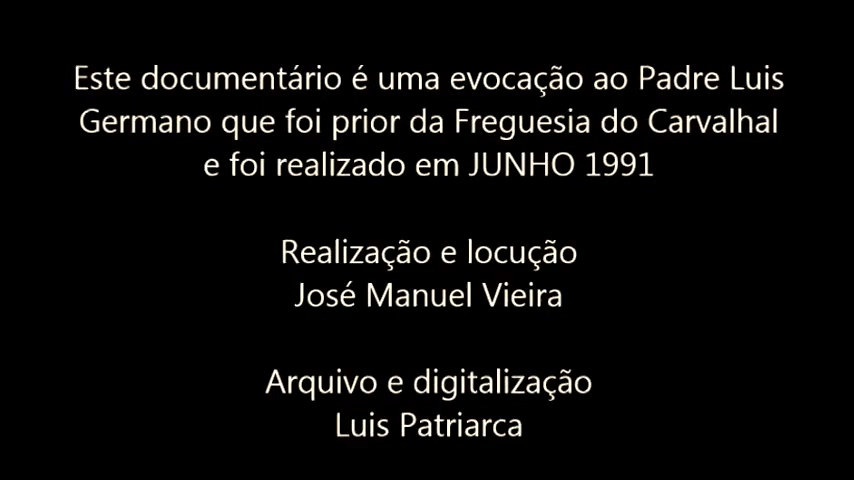 Este documentário é uma evocação ao Padre Luis
Germano que foi prior da Freguesia do Carvalhal
e foi realizado em JUNHO 1991
Realização e locução
José Manuel Vieira
Arquivo e digitalização
Luis Patriarca